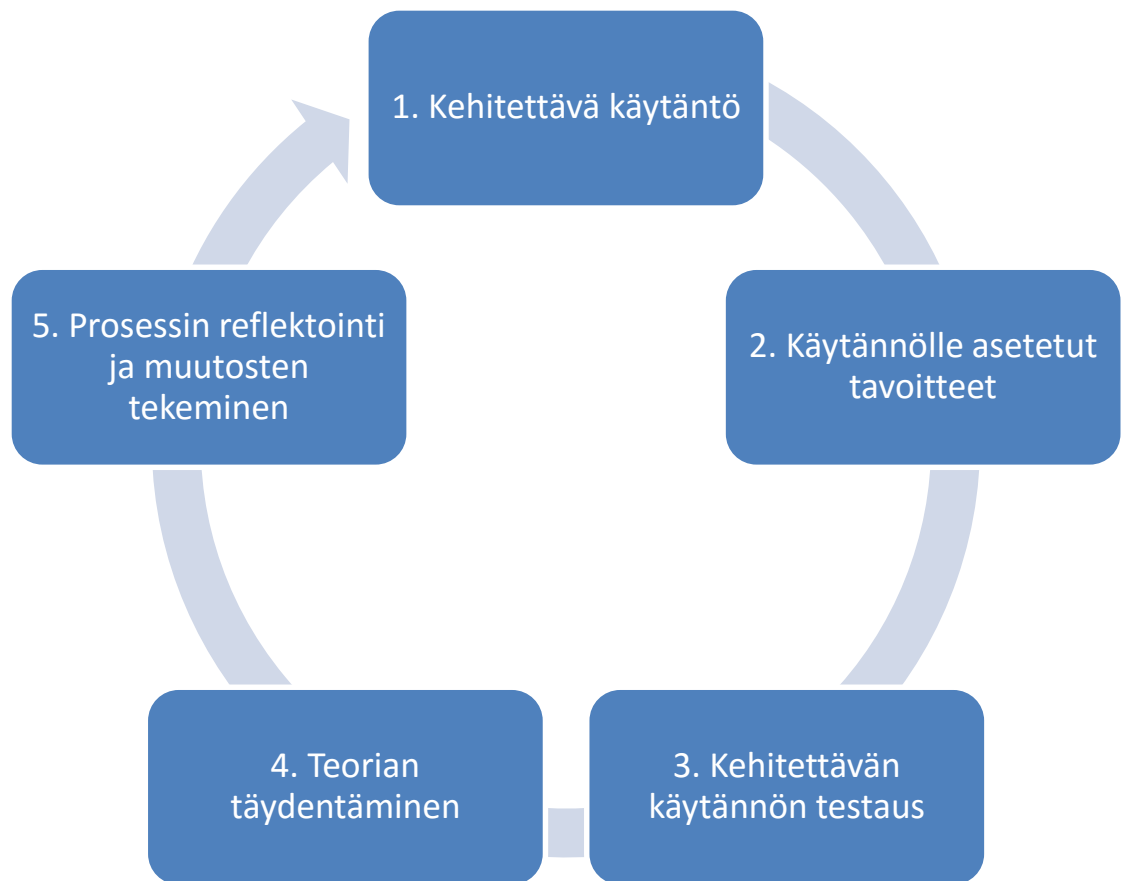 1. Kehitettävä käytäntö
2. Käytännölle asetetut
tavoitteet
3. Kehitettävän
käytännön testaus
4. Teorian
täydentäminen
5. Prosessin reflektointi
ja muutosten
tekeminen